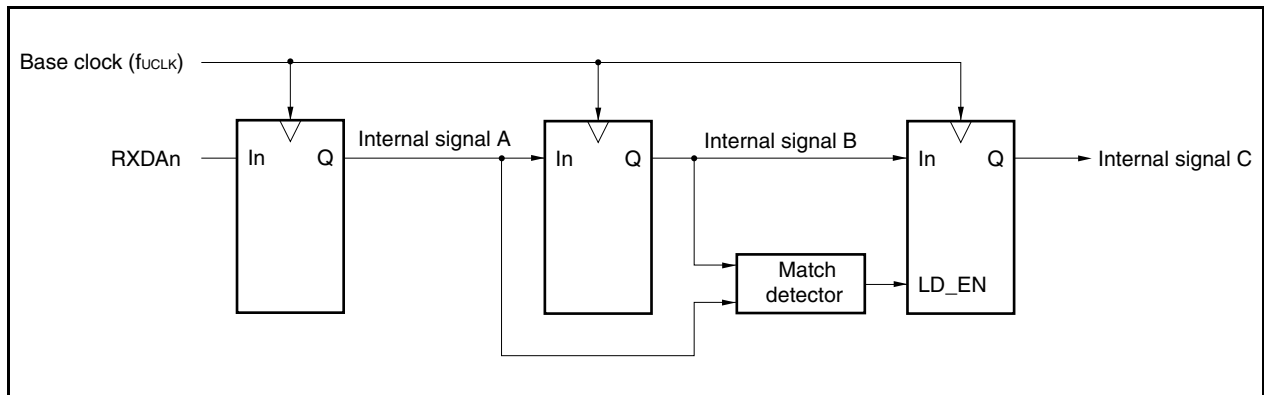 Base clock (fUCLK)
RXDAn
In
Q
Internal signal A
In
Q
Internal signal B
In
Q
Internal signal C
Match
detector
LD_EN